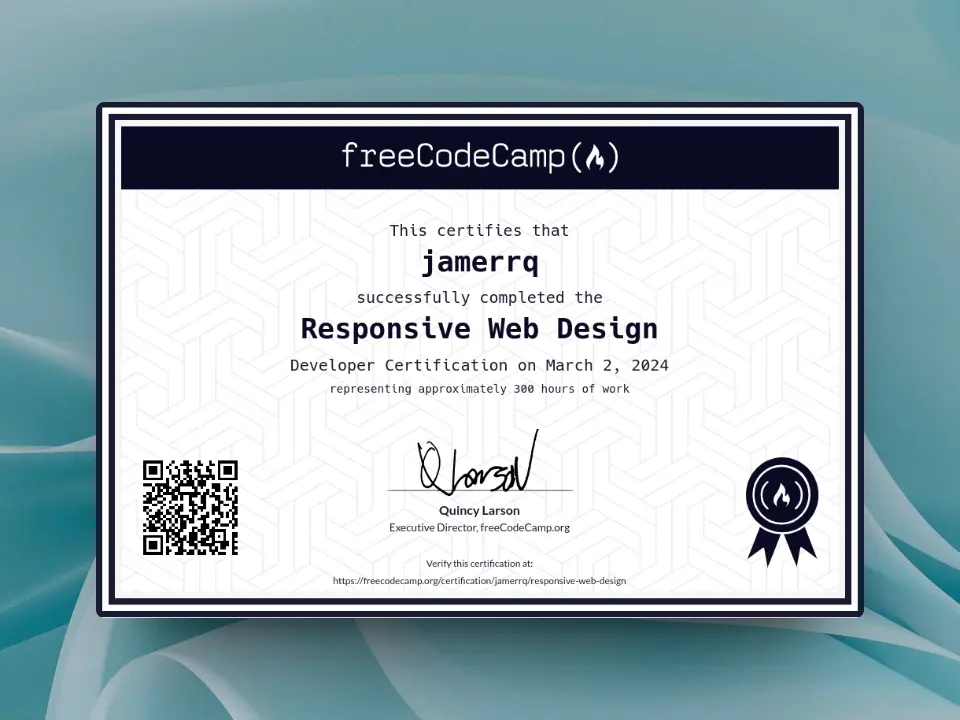 freeCodeCamp
This certifies that
jamerrq
successfully completed the
Responsive Web Design
Developer Certification on March 2, 2024
representing approximately 300 hours of work
Quincy Larson
Executive Director, freeCodeCamp.org
Verify this certification at:
https://freecodecamp.org/certification/jamerrq/responsive-web-design